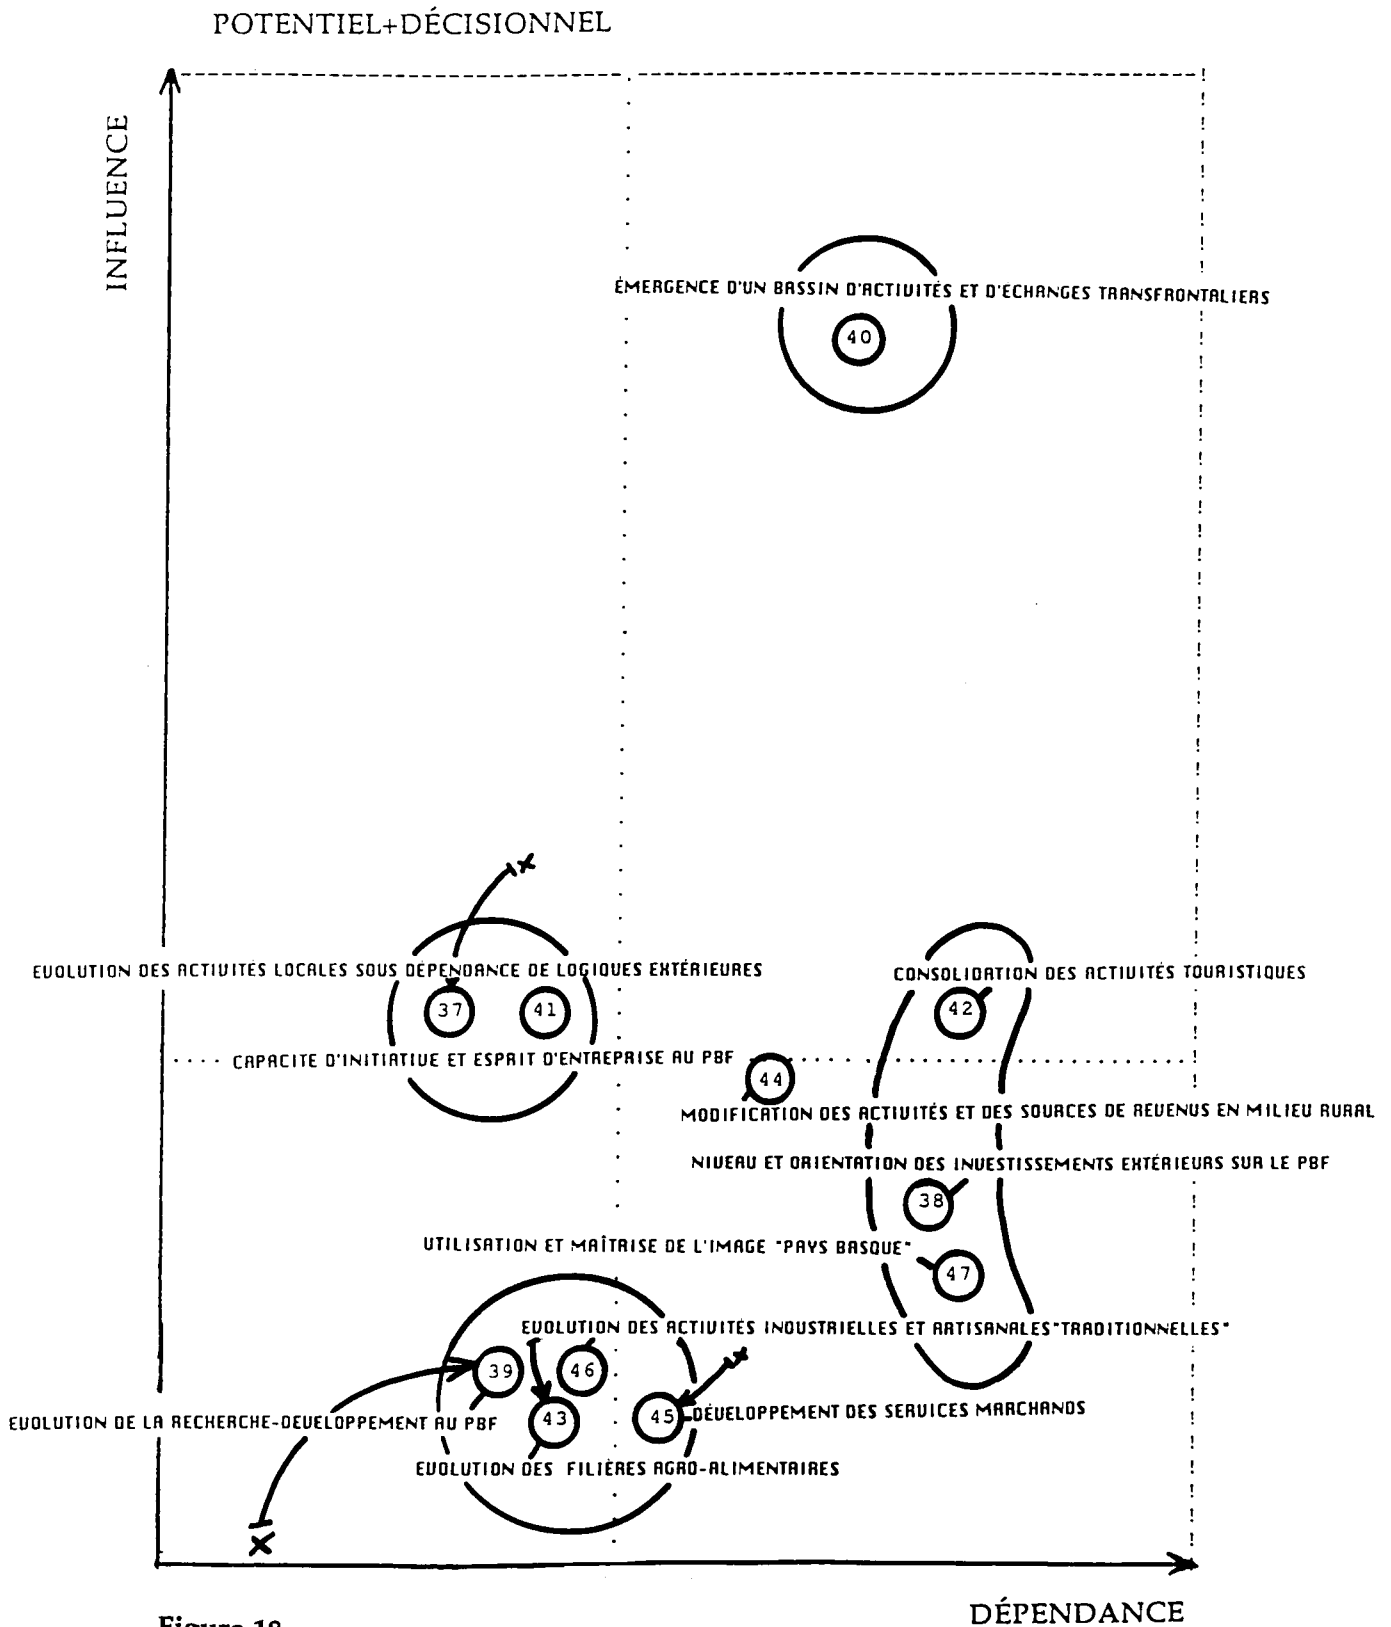 POTENTIEL+DÉCISIONNEL
INFLUENCE
ÉMERGENCE D'UN BASSIN D'ACTIVITÉS ET D'ECHANGES TRANSFRONTALIERS
40
X
EVOLUTION DES ACTIVITÉS LOCALES SOUS DÉPENDANCE DE LOGIQUES EXTÉRIEURES
CONSOLIDATION DES ACTIVITÉS TOURISTIQUES
37
41
42
CAPACITE D'INITIATIVE ET ESPRIT D'ENTREPRISE AU PBF
44
MODIFICATION DES ACTIVITÉS ET DES SOURCES DE REVENUS EN MILIEU RURAL
NIVEAU ET ORIENTATION DES INVESTISSEMENTS EXTÉRIEURS SUR LE PBF
38
UTILISATION ET MAÎTRISE DE L'IMAGE "PAYS BASQUE"
47
EVOLUTION DES ACTIVITÉS INDUSTRIELLES ET ARTISANALES"TRADITIONNELLES"
X
39
46
43
45
DÉVELOPPEMENT DES SERVICES MARCHANDS
EVOLUTION DE LA RECHERCHE-DEVELOPPEMENT AU PBF
EVOLUTION DES FILIÈRES AGRO-ALIMENTAIRES
X
DÉPENDANCE
Figure 18